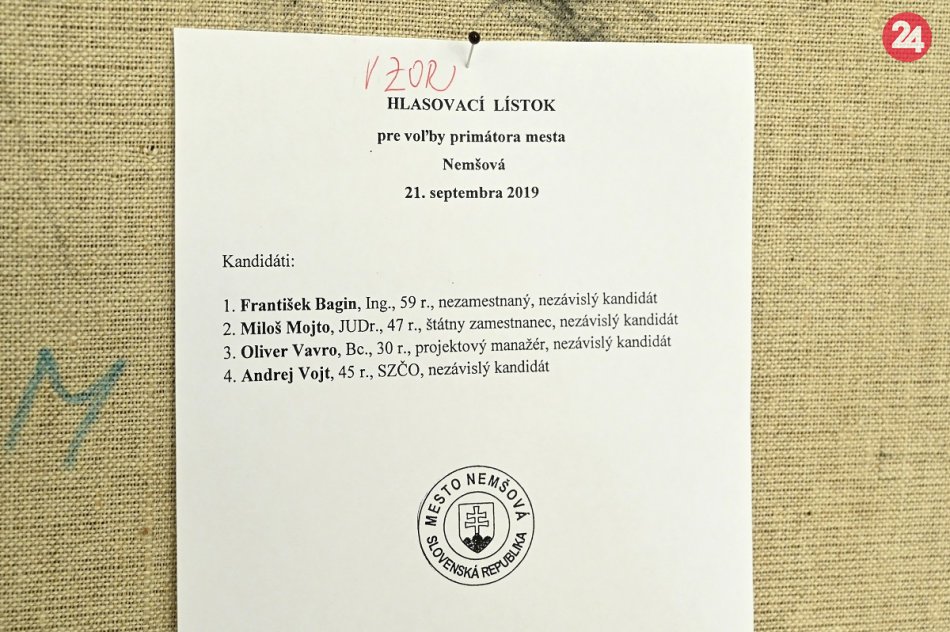 24
VZOR
HLASOVACÍ LÍSTOK
pre voľby primátora mesta
Nemšová
21. septembra 2019
Kandidáti:
1. František Bagin, Ing., 59 r., nezamestnaný, nezávislý kandidát
2. Miloš Mojto, JUDr., 47 r., štátny zamestnanec, nezávislý kandidát
3. Oliver Vavro, Bc., 30 r., projektový manažér, nezávislý kandidát
4. Andrej Vojt, 45 r., SZČO, nezávislý kandidát
M
MESTO NEMŠOVÁ
SLOVENSKÁ REPUBLIKA